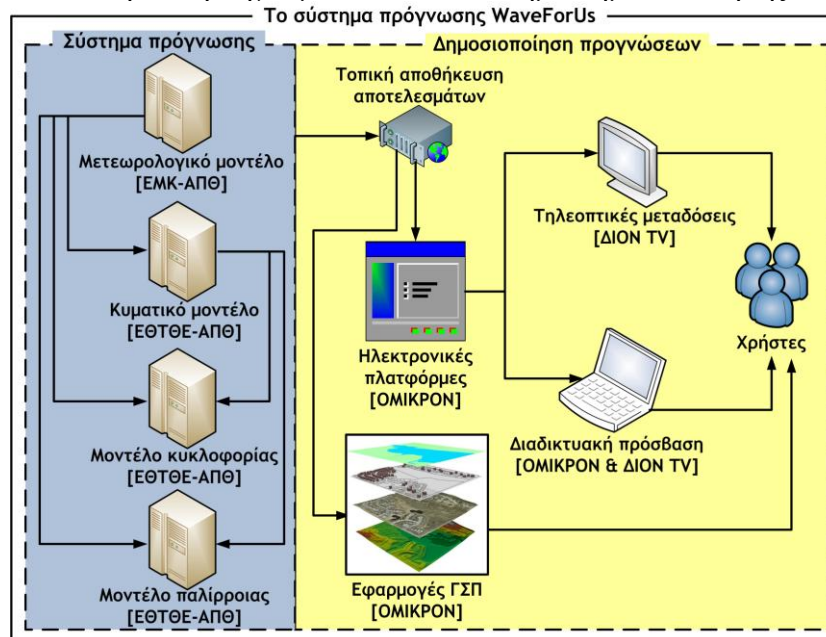 Το σύστημα πρόγνωσης WaveForUs
Σύστημα πρόγνωσης
Μετεωρολογικό μοντέλο
[ΕΜΚ-ΑΠΘ]
Κυματικό μοντέλο
[ΕΘΤΘΕ-ΑΠΘ]
Μοντέλο κυκλοφορίας
[ΕΘΤΘΕ-ΑΠΘ]
Μοντέλο παλίρροιας
[ΕΘΤΘΕ-ΑΠΘ]
Δημοσιοποίηση προγνώσεων
Τοπική αποθήκευση
αποτελεσμάτων
Ηλεκτρονικές
πλατφόρμες
[ΟΜΙΚΡΟΝ]
Εφαρμογές ΓΣΠ
[ΟΜΙΚΡΟΝ]
Τηλεοπτικές μεταδόσεις
[ΔΙΟΝ TV]
Διαδικτυακή πρόσβαση
[ΟΜΙΚΡΟΝ & ΔΙΟΝ TV]
Χρήστες